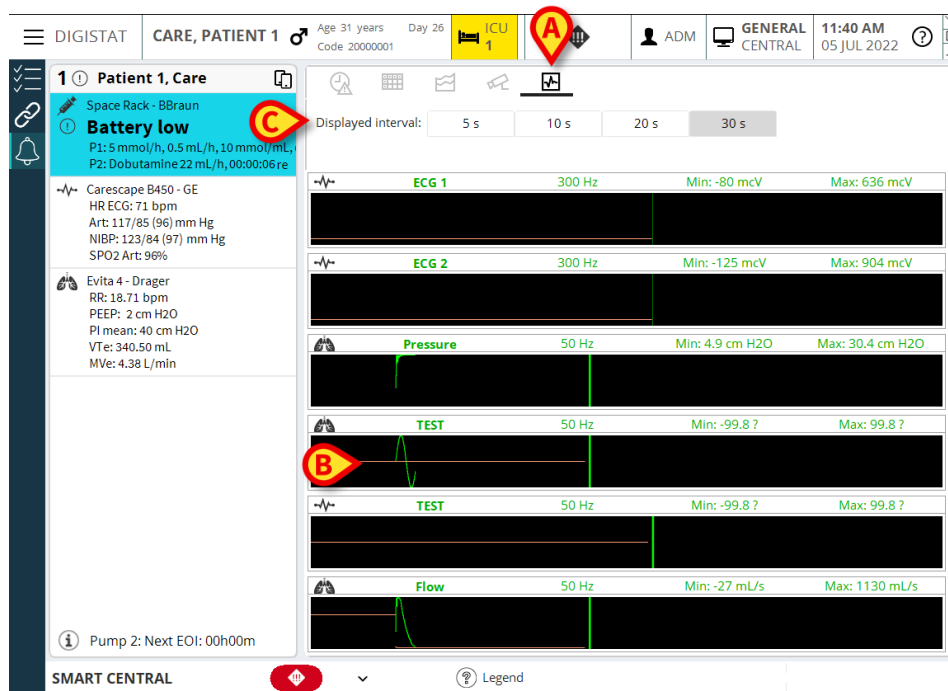 DIGISTAT
CARE, PATIENT 1
Age 31 years Day 26
Code 20000001
ICU
1
A
ADM
GENERAL
CENTRAL
11:40 AM
05 JUL 2022
?
1 Patient 1, Care
Space Rack - BBraun
Battery low
P1: 5 mmol/h, 0.5 mL/h, 10 mmol/mL,
P2: Dobutamine 22 mL/h, 00:00:06 re
Carescape B450 - GE
HR ECG: 71 bpm
Art: 117/85 (96) mm Hg
NIBP: 123/84 (97) mm Hg
SPO2 Art: 96%
Evita 4 - Drager
RR: 18.71 bpm
PEEP: 2 cm H2O
PI mean: 40 cm H2O
VTe: 340.50 mL
MVe: 4.38 L/min
Pump 2: Next EOI: 00h00m
C
Displayed interval: 5 s 10 s 20 s 30 s
ECG 1 300 Hz Min: -80 mcV Max: 636 mcV
ECG 2 300 Hz Min: -125 mcV Max: 904 mcV
Pressure 50 Hz Min: 4.9 cm H2O Max: 30.4 cm H2O
TEST 50 Hz Min: -99.8 ? Max: 99.8 ?
B
TEST 50 Hz Min: -99.8 ? Max: 99.8 ?
Flow 50 Hz Min: -27 mL/s Max: 1130 mL/s
SMART CENTRAL
!!!
? Legend